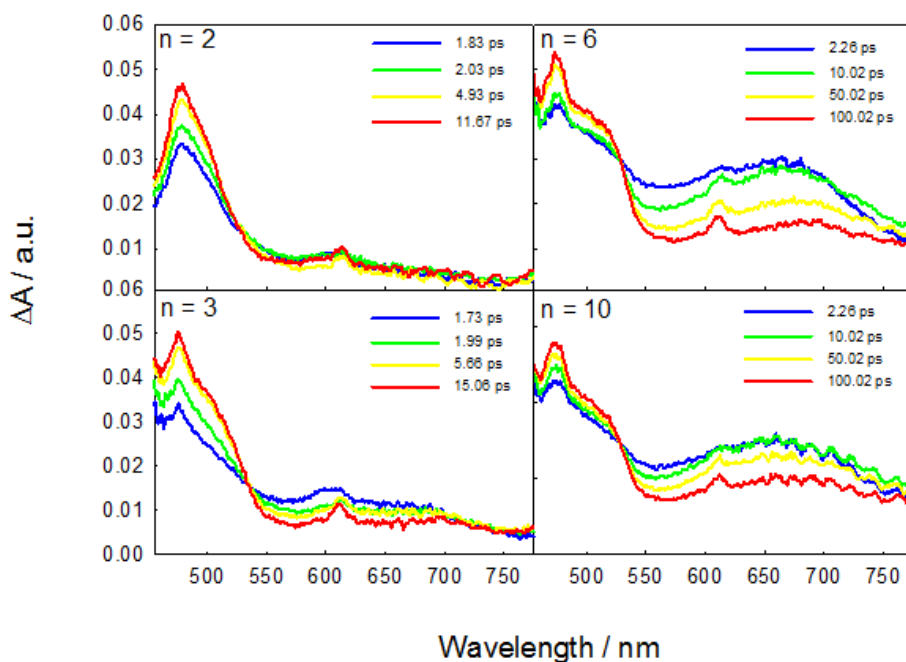 0.06
0.05
0.04
0.03
0.02
0.01
0.06
0.05
0.04
0.03
0.02
0.01
0.00
ΔA / a.u.
n = 2
1.83 ps
2.03 ps
4.93 ps
11.67 ps
n = 6
2.26 ps
10.02 ps
50.02 ps
100.02 ps
n = 3
1.73 ps
1.99 ps
5.66 ps
15.06 ps
n = 10
2.26 ps
10.02 ps
50.02 ps
100.02 ps
500 550 600 650 700 750 500 550 600 650 700 750
Wavelength / nm